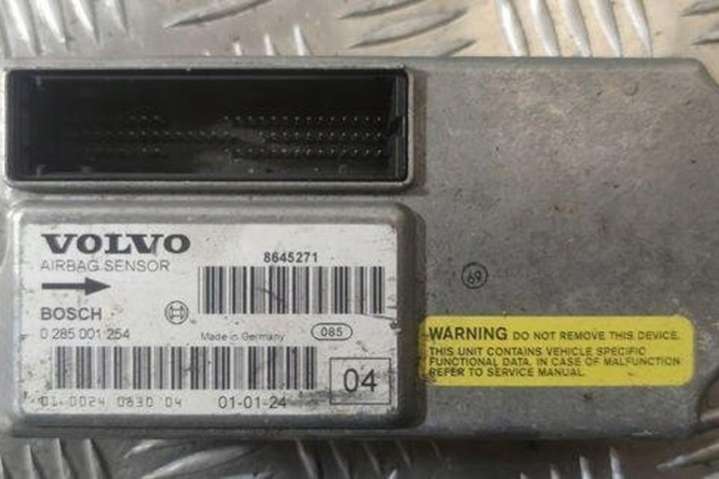 VOLVO
AIRBAG SENSOR
8645271
BOSCH
0 285 001 254
Made in Germany
085
04
01 0024 0830 04
01-01-24
69
WARNING DO NOT REMOVE THIS DEVICE.
THIS UNIT CONTAINS VEHICLE SPECIFIC
FUNCTIONAL DATA. IN CASE OF MALFUNCTION
REFER TO SERVICE MANUAL.